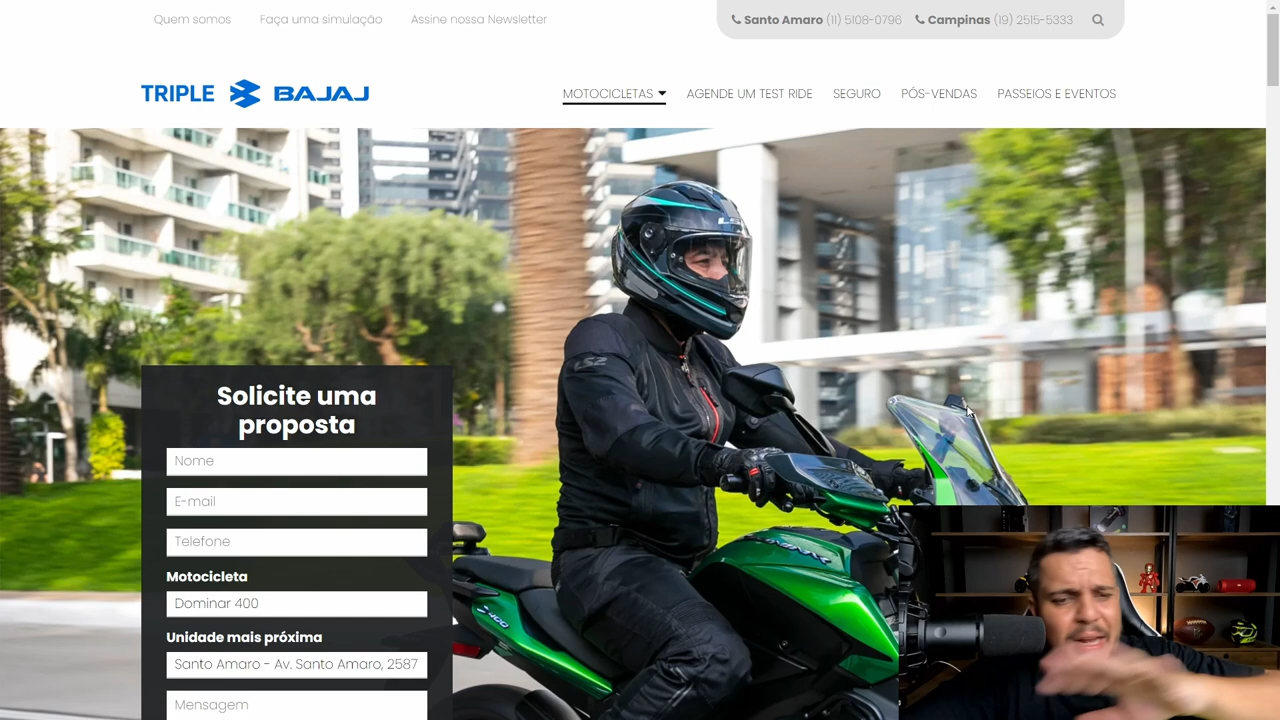 Quem somos
Faça uma simulação
Assine nossa Newsletter
Santo Amaro (11) 5108-0796
Campinas (19) 2515-5333
TRIPLE BAJAJ
MOTOCICLETAS
AGENDE UM TEST RIDE
SEGURO
PÓS-VENDAS
PASSEIOS E EVENTOS
Solicite uma
proposta
Nome
E-mail
Telefone
Motocicleta
Dominar 400
Unidade mais próxima
Santo Amaro - Av. Santo Amaro, 2587
Mensagem